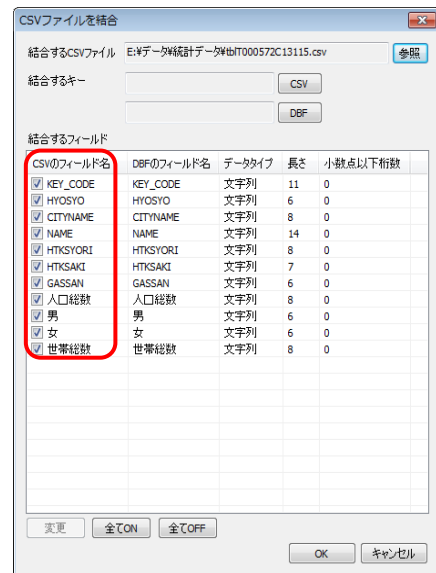 CSVファイルを結合
結合するCSVファイル E:¥データ¥統計データ¥tblT000572C13115.csv 参照
結合するキー CSV
DBF
結合するフィールド
CSVのフィールド名 DBFのフィールド名 データタイプ 長さ 小数点以下桁数
KEY_CODE KEY_CODE 文字列 11 0
HYOSYO HYOSYO 文字列 6 0
CITYNAME CITYNAME 文字列 8 0
NAME NAME 文字列 14 0
HTKSYORI HTKSYORI 文字列 8 0
HTKSAKI HTKSAKI 文字列 7 0
GASSAN GASSAN 文字列 6 0
人口総数 人口総数 文字列 8 0
男 男 文字列 6 0
女 女 文字列 6 0
世帯総数 世帯総数 文字列 8 0
変更 全てON 全てOFF
OK キャンセル